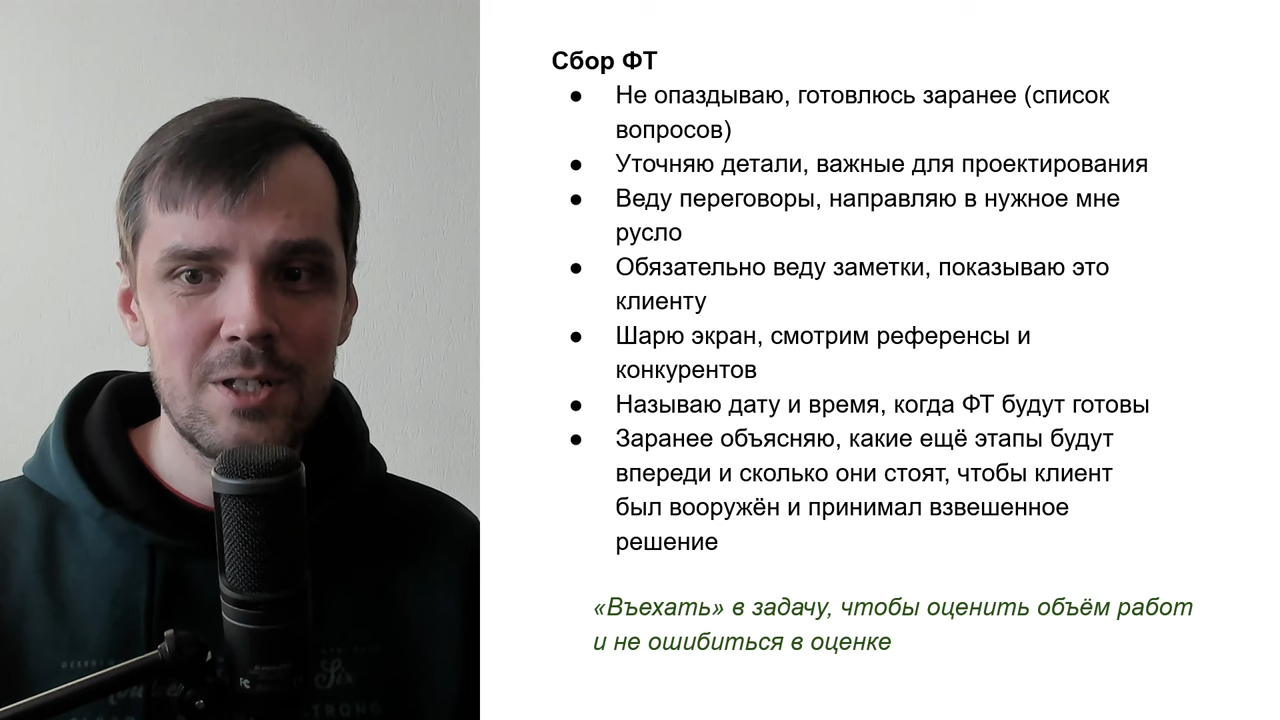 Сбор ФТ
● Не опаздываю, готовлюсь заранее (список
вопросов)
● Уточняю детали, важные для проектирования
● Веду переговоры, направляю в нужное мне
русло
● Обязательно веду заметки, показываю это
клиенту
● Шарю экран, смотрим референсы и
конкурентов
● Называю дату и время, когда ФТ будут готовы
● Заранее объясняю, какие ещё этапы будут
впереди и сколько они стоят, чтобы клиент
был вооружён и принимал взвешенное
решение
«Въехать» в задачу, чтобы оценить объём работ
и не ошибиться в оценке